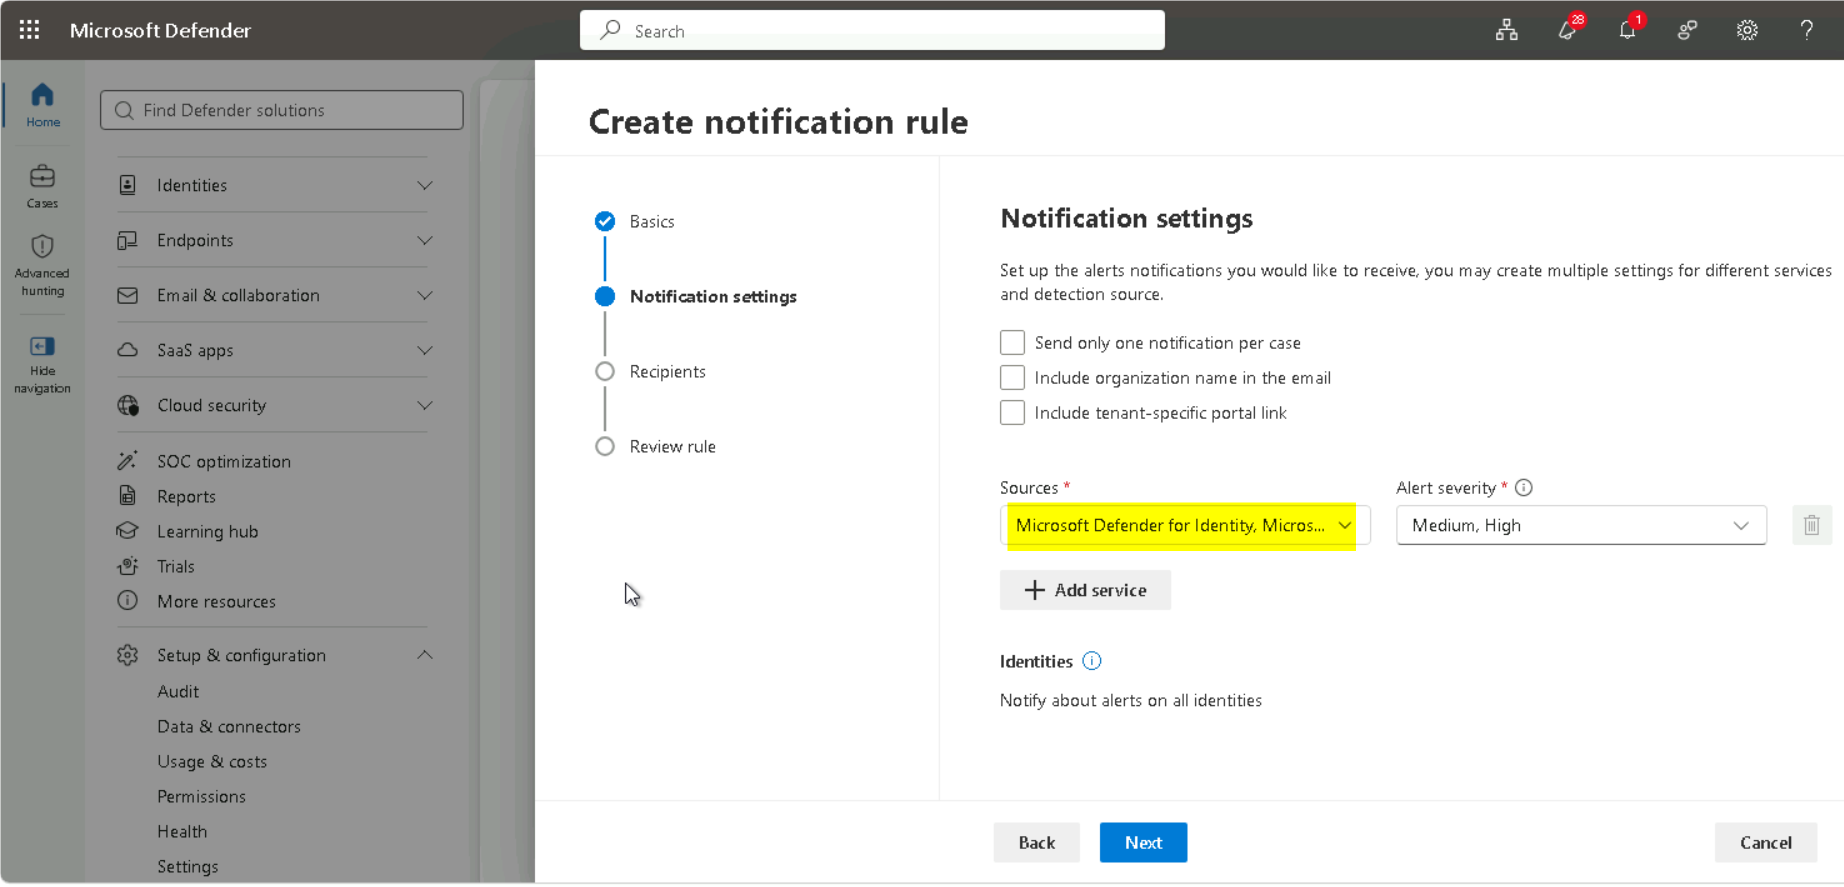 Microsoft Defender
Search
28
1
?
Home
Cases
Advanced
hunting
Hide
navigation
Find Defender solutions
Identities
Endpoints
Email & collaboration
SaaS apps
Cloud security
SOC optimization
Reports
Learning hub
Trials
More resources
Setup & configuration
Audit
Data & connectors
Usage & costs
Permissions
Health
Settings
Create notification rule
Basics
Notification settings
Recipients
Review rule
Notification settings
Set up the alerts notifications you would like to receive, you may create multiple settings for different services
and detection source.
Send only one notification per case
Include organization name in the email
Include tenant-specific portal link
Sources *
Alert severity *
Microsoft Defender for Identity, Micros...
Medium, High
Add service
Identities
Notify about alerts on all identities
Back
Next
Cancel